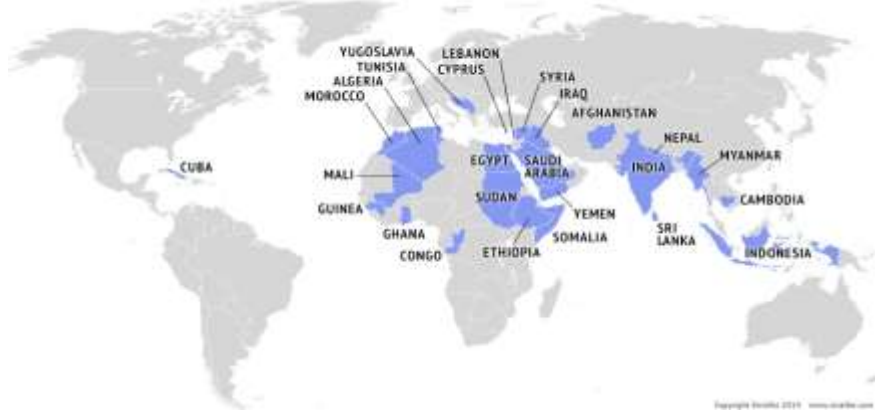 YUGOSLAVIA
TUNISIA
ALGERIA
MOROCCO
LEBANON
CYPRUS
SYRIA
IRAQ
AFGHANISTAN
NEPAL
MYANMAR
CUBA
MALI
EGYPT
SAUDI
ARABIA
INDIA
GUINEA
SUDAN
YEMEN
CAMBODIA
GHANA
SOMALIA
SRI
LANKA
CONGO
ETHIOPIA
INDONESIA